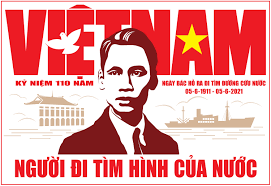 VIỆTNAM
KỶ NIỆM 110 NĂM
NGÀY BÁC HỒ RA ĐI TÌM ĐƯỜNG CỨU NƯỚC
05-6-1911 - 05-6-2021
NGƯỜI ĐI TÌM HÌNH CỦA NƯỚC